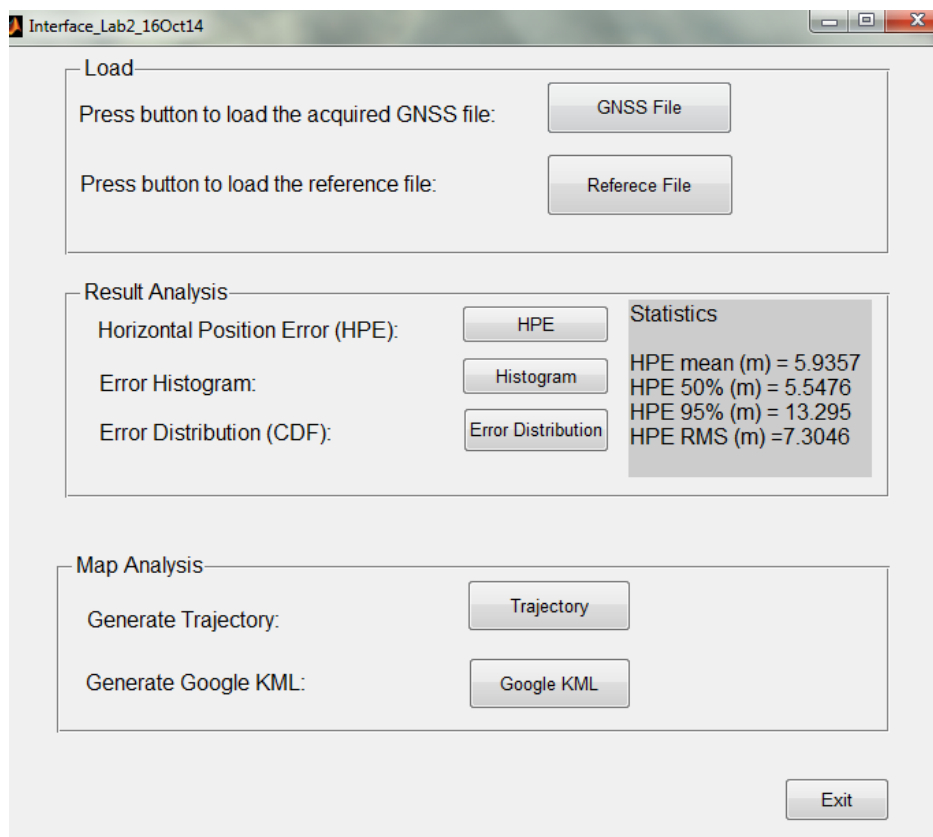 Interface_Lab2_16Oct14
Load
Press button to load the acquired GNSS file:
GNSS File
Press button to load the reference file:
Referece File
Result Analysis
Horizontal Position Error (HPE):
HPE
Error Histogram:
Histogram
Error Distribution (CDF):
Error Distribution
Statistics
HPE mean (m) = 5.9357
HPE 50% (m) = 5.5476
HPE 95% (m) = 13.295
HPE RMS (m) =7.3046
Map Analysis
Generate Trajectory:
Trajectory
Generate Google KML:
Google KML
Exit